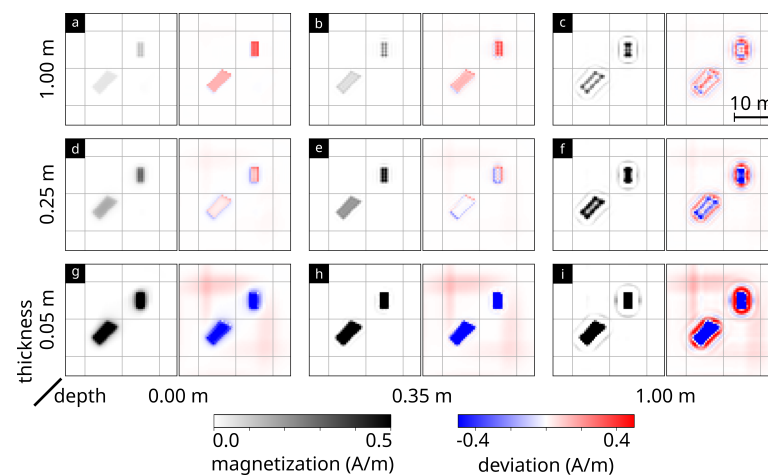 a
b
c
1.00 m
10 m
d
e
f
0.25 m
g
h
i
0.05 m
thickness
depth
0.00 m
0.35 m
1.00 m
0.0
0.5
-0.4
0.4
magnetization (A/m)
deviation (A/m)